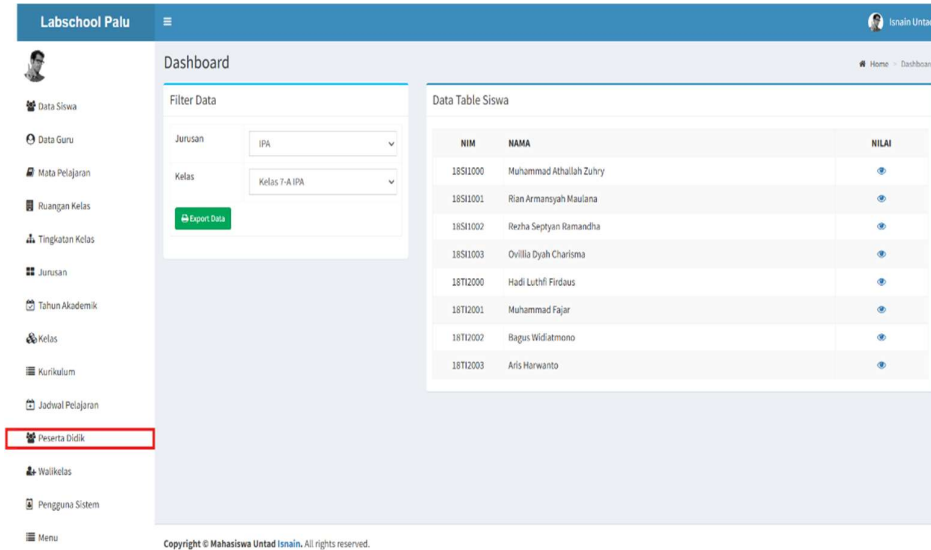 Labschool Palu
Isnain Untad
Dashboard
Home > Dashboard
Data Siswa
Data Guru
Mata Pelajaran
Ruangan Kelas
Tingkatan Kelas
Jurusan
Tahun Akademik
Kelas
Kurikulum
Jadwal Pelajaran
Peserta Didik
Walikelas
Pengguna Sistem
Menu
Filter Data
Jurusan IPA
Kelas Kelas 7-A IPA
Export Data
Data Table Siswa
NIM NAMA NILAI
18SI1000 Muhammad Athallah Zuhry
18SI1001 Rian Armansyah Maulana
18SI1002 Rezha Septyan Ramandha
18SI1003 Ovillia Dyah Charisma
18TI2000 Hadi Luthfi Firdaus
18TI2001 Muhammad Fajar
18TI2002 Bagus Widiatmono
18TI2003 Aris Harwanto
Copyright © Mahasiswa Untad Isnain. All rights reserved.